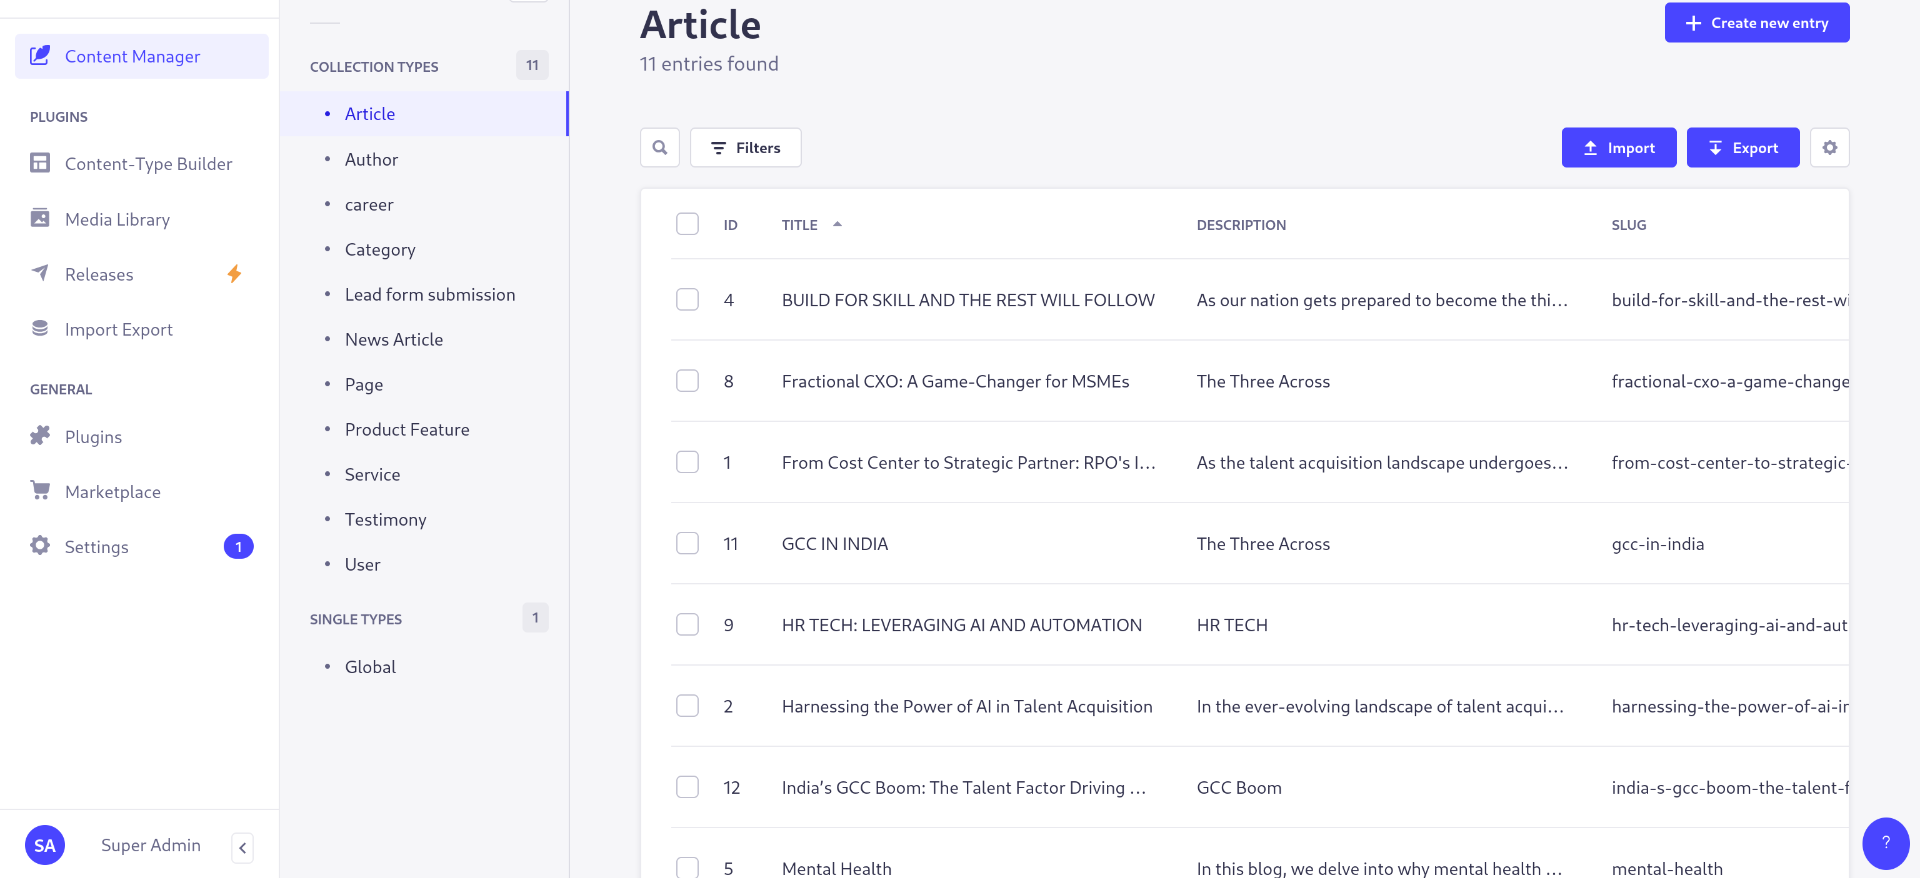 Content Manager
PLUGINS
Content-Type Builder
Media Library
Releases
Import Export
GENERAL
Plugins
Marketplace
Settings 1
SA Super Admin
COLLECTION TYPES 11
Article
Author
career
Category
Lead form submission
News Article
Page
Product Feature
Service
Testimony
User
SINGLE TYPES 1
Global
Article
11 entries found
Create new entry
Filters
Import
Export
ID TITLE DESCRIPTION SLUG
4 BUILD FOR SKILL AND THE REST WILL FOLLOW As our nation gets prepared to become the thi... build-for-skill-and-the-rest-wi
8 Fractional CXO: A Game-Changer for MSMEs The Three Across fractional-cxo-a-game-change
1 From Cost Center to Strategic Partner: RPO's I... As the talent acquisition landscape undergoes... from-cost-center-to-strategic-
11 GCC IN INDIA The Three Across gcc-in-india
9 HR TECH: LEVERAGING AI AND AUTOMATION HR TECH hr-tech-leveraging-ai-and-aut
2 Harnessing the Power of AI in Talent Acquisition In the ever-evolving landscape of talent acqui... harnessing-the-power-of-ai-in
12 India's GCC Boom: The Talent Factor Driving ... GCC Boom india-s-gcc-boom-the-talent-f
5 Mental Health In this blog, we delve into why mental health ... mental-health
?